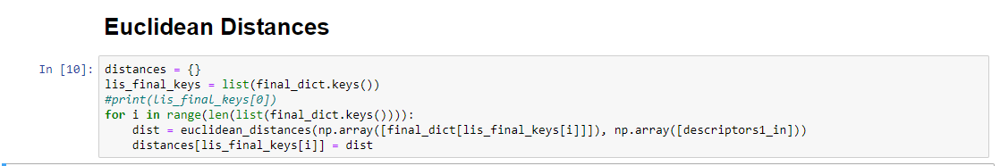 Euclidean Distances
In [10]: distances = {}
lis_final_keys = list(final_dict.keys())
#print(lis_final_keys[0])
for i in range(len(list(final_dict.keys()))):
    dist = euclidean_distances(np.array([final_dict[lis_final_keys[i]]]), np.array([descriptors1_in]))
    distances[lis_final_keys[i]] = dist